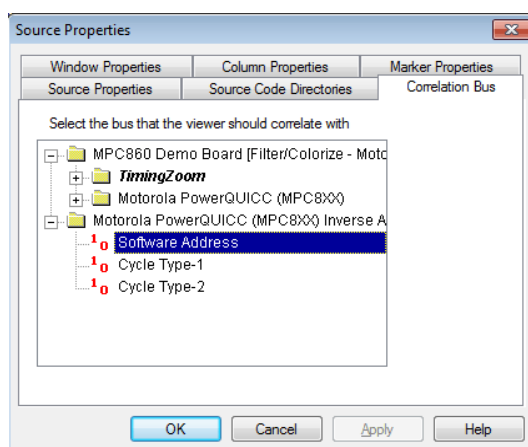 Source Properties
Window Properties Column Properties Marker Properties
Source Properties Source Code Directories Correlation Bus
Select the bus that the viewer should correlate with
MPC860 Demo Board [Filter/Colorize - Moto
TimingZoom
Motorola PowerQUICC (MPC8XX)
Motorola PowerQUICC (MPC8XX) Inverse A
Software Address
Cycle Type-1
Cycle Type-2
OK Cancel Apply Help